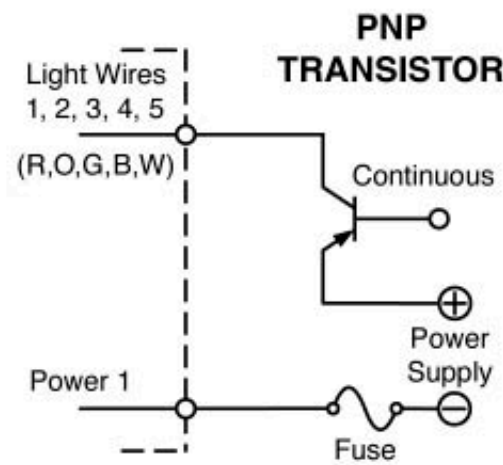 PNP
TRANSISTOR
Light Wires
1, 2, 3, 4, 5
(R,O,G,B,W)
Continuous
+
Power
Supply
Power 1
−
Fuse